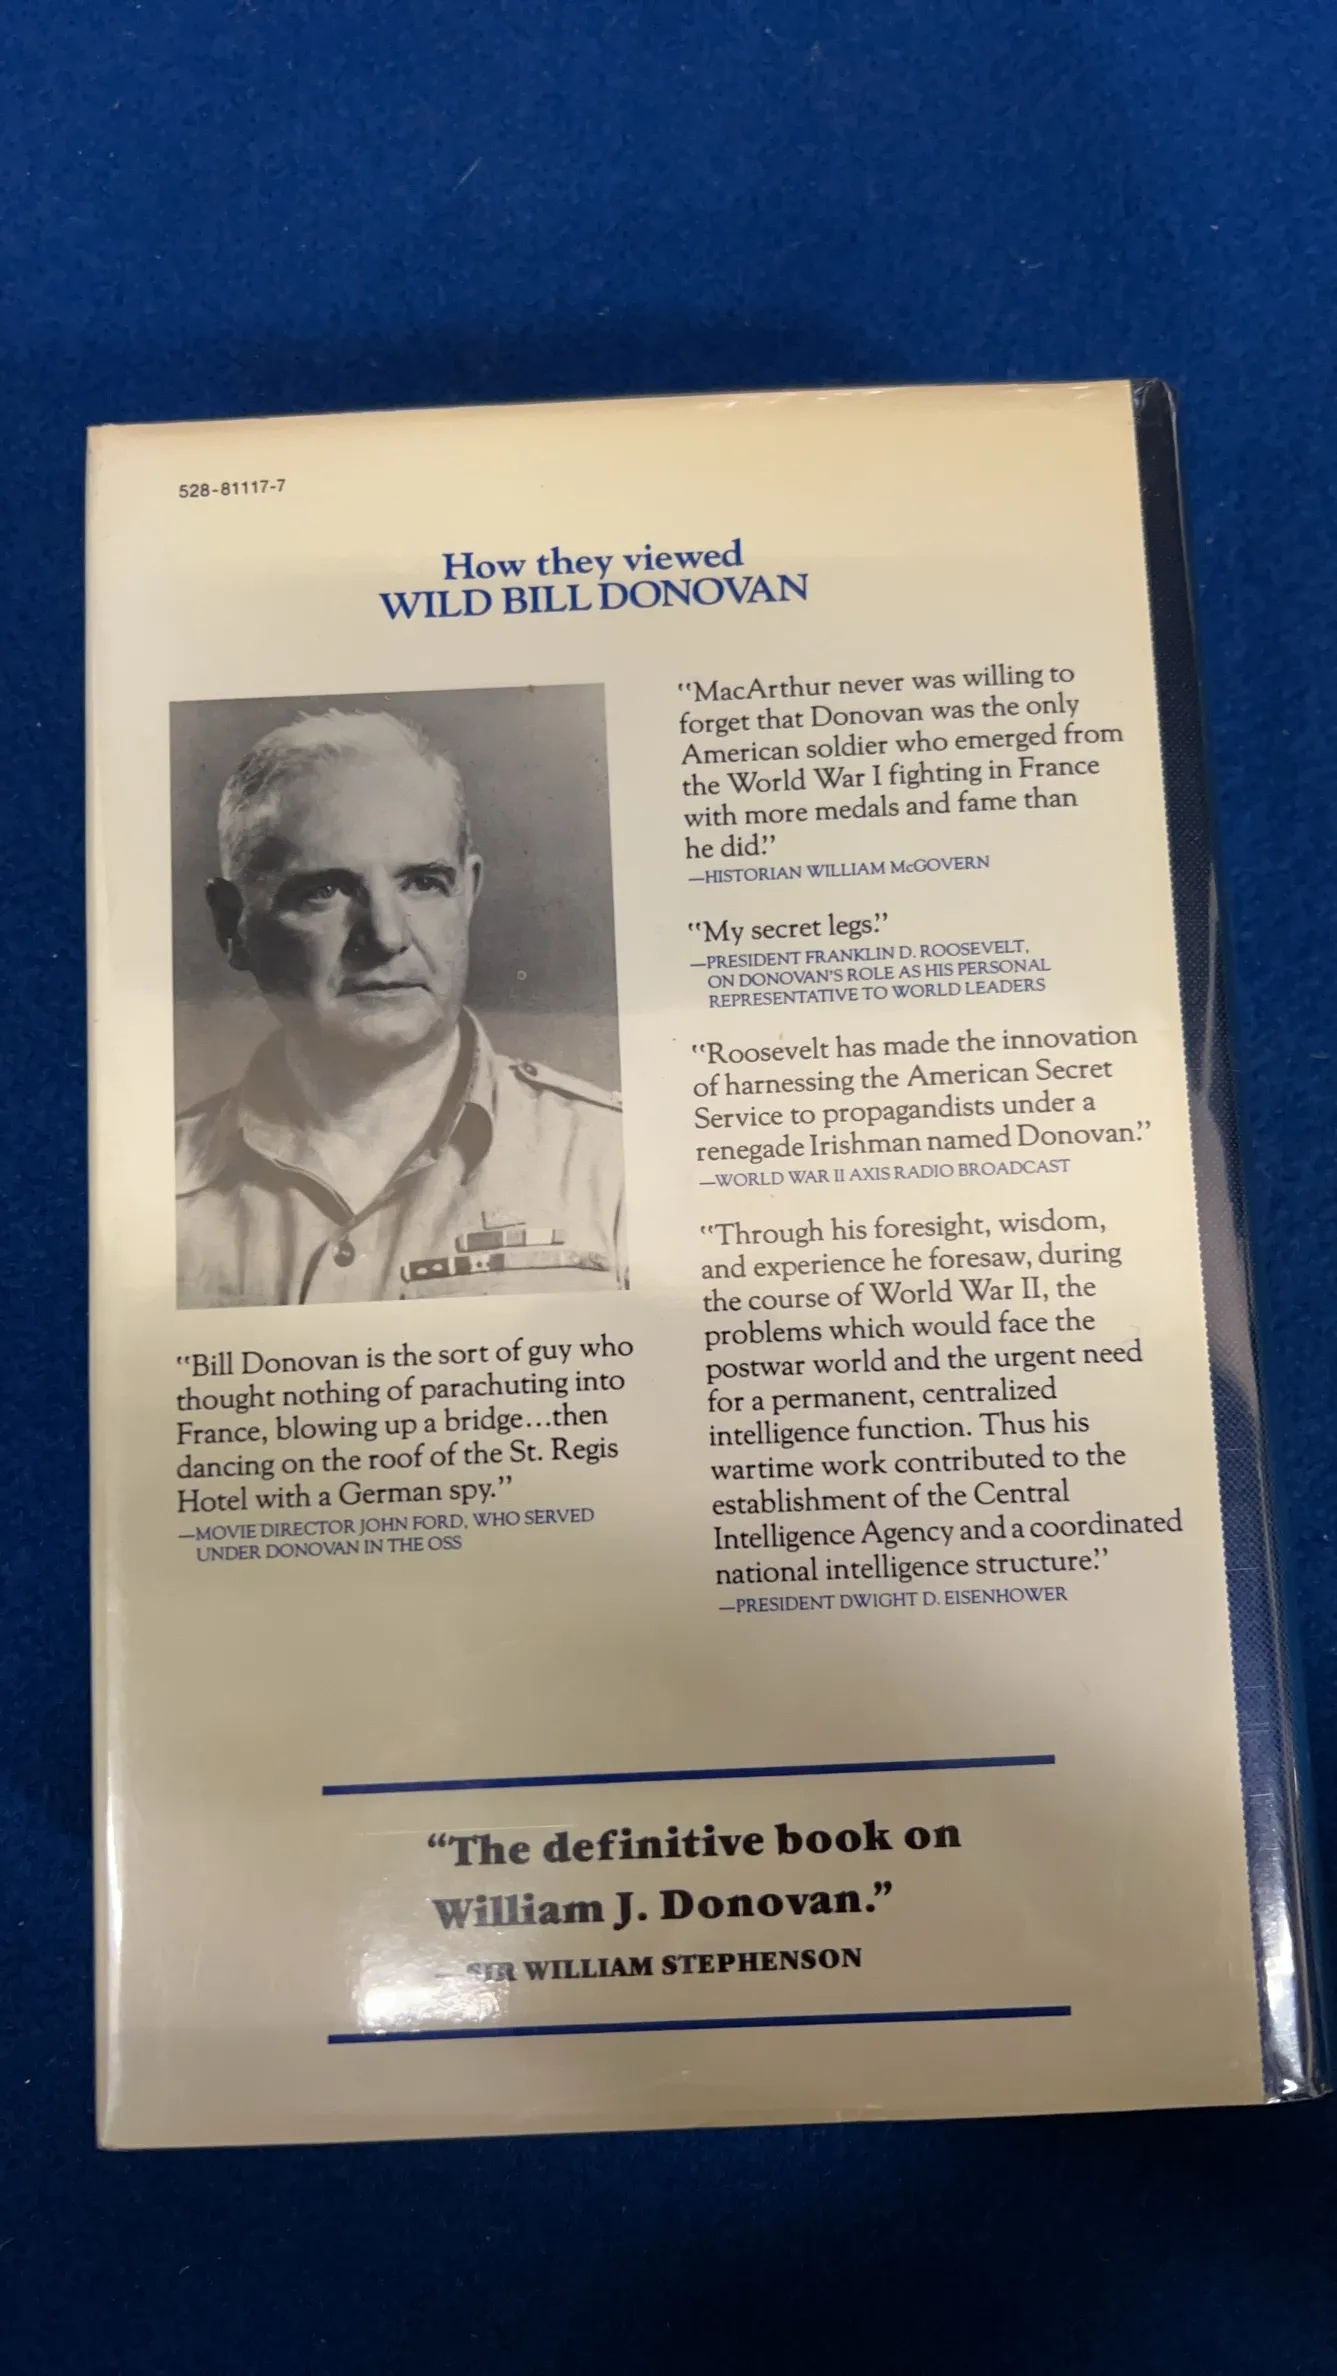 528-81117-7
How they viewed
WILD BILL DONOVAN
"Bill Donovan is the sort of guy who
thought nothing of parachuting into
France, blowing up a bridge...then
dancing on the roof of the St. Regis
Hotel with a German spy."
—MOVIE DIRECTOR JOHN FORD, WHO SERVED
UNDER DONOVAN IN THE OSS
"MacArthur never was willing to
forget that Donovan was the only
American soldier who emerged from
the World War I fighting in France
with more medals and fame than
he did."
—HISTORIAN WILLIAM McGOVERN
"My secret legs."
—PRESIDENT FRANKLIN D. ROOSEVELT,
ON DONOVAN'S ROLE AS HIS PERSONAL
REPRESENTATIVE TO WORLD LEADERS
"Roosevelt has made the innovation
of harnessing the American Secret
Service to propagandists under a
renegade Irishman named Donovan."
—WORLD WAR II AXIS RADIO BROADCAST
"Through his foresight, wisdom,
and experience he foresaw, during
the course of World War II, the
problems which would face the
postwar world and the urgent need
for a permanent, centralized
intelligence function. Thus his
wartime work contributed to the
establishment of the Central
Intelligence Agency and a coordinated
national intelligence structure."
—PRESIDENT DWIGHT D. EISENHOWER
"The definitive book on
William J. Donovan."
—SIR WILLIAM STEPHENSON